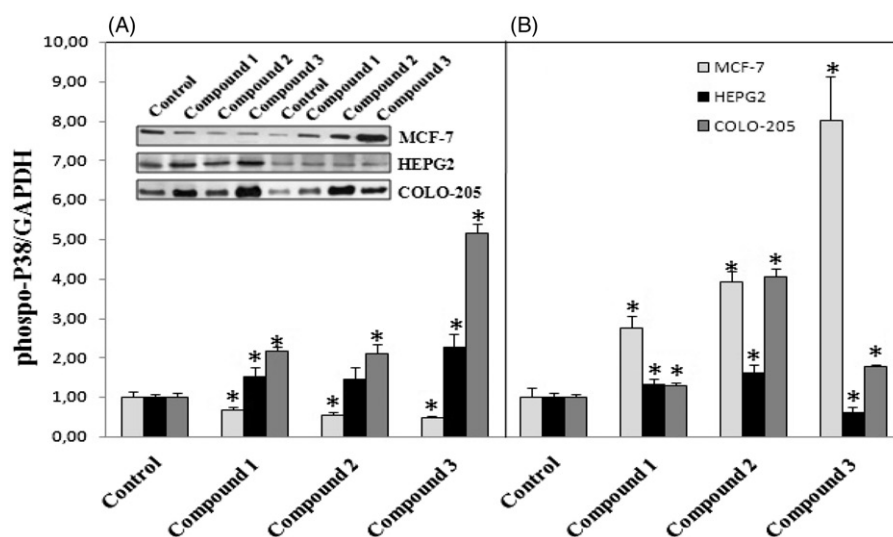 (A)
(B)
phospo-P38/GAPDH
10,00
9,00
8,00
7,00
6,00
5,00
4,00
3,00
2,00
1,00
0,00
Control
Compound 1
Compound 2
Compound 3
Control
Compound 1
Compound 2
Compound 3
MCF-7
HEPG2
COLO-205
MCF-7
HEPG2
COLO-205
* * * * * * * *
* * * * * * * * *
Control
Compound 1
Compound 2
Compound 3
Control
Compound 1
Compound 2
Compound 3